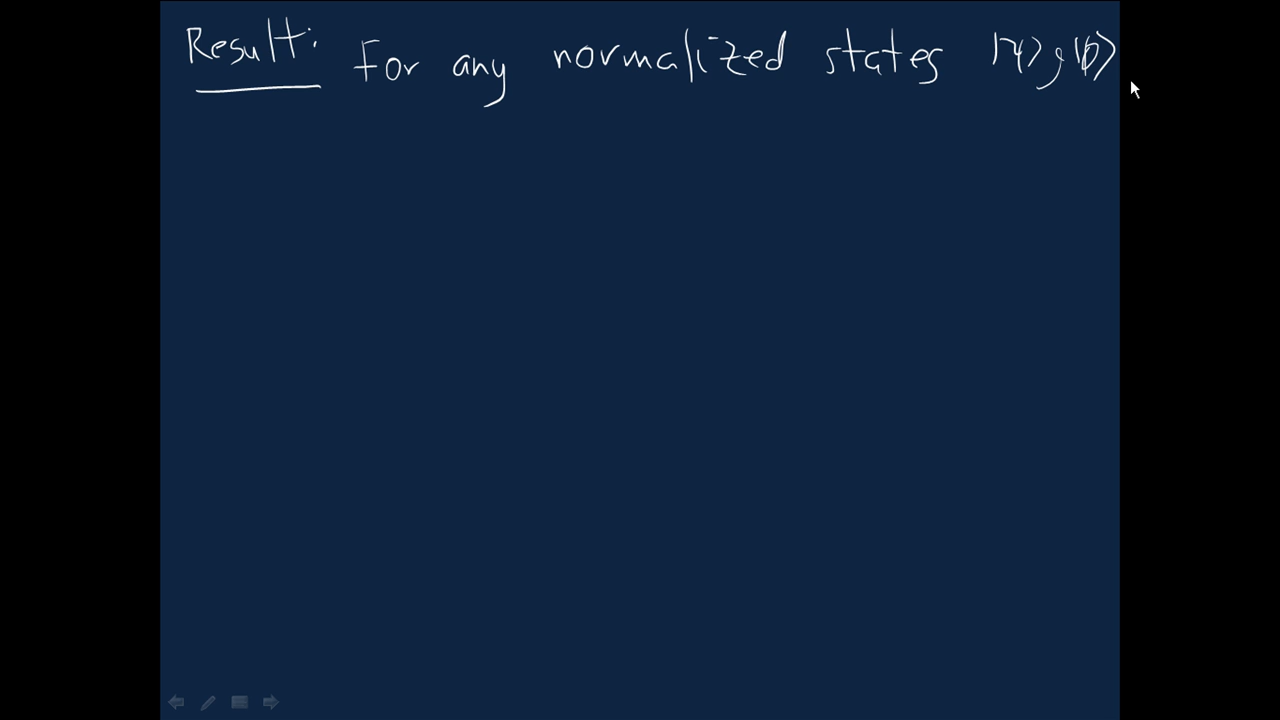 Result: For any normalized states |ψ>, |ϕ>